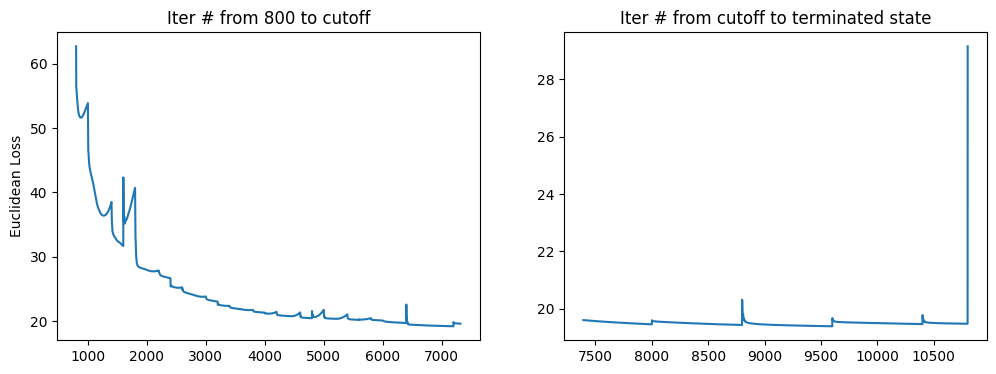 Iter # from 800 to cutoff
Euclidean Loss
60
50
40
30
20
1000 2000 3000 4000 5000 6000 7000
Iter # from cutoff to terminated state
28
26
24
22
20
7500 8000 8500 9000 9500 10000 10500